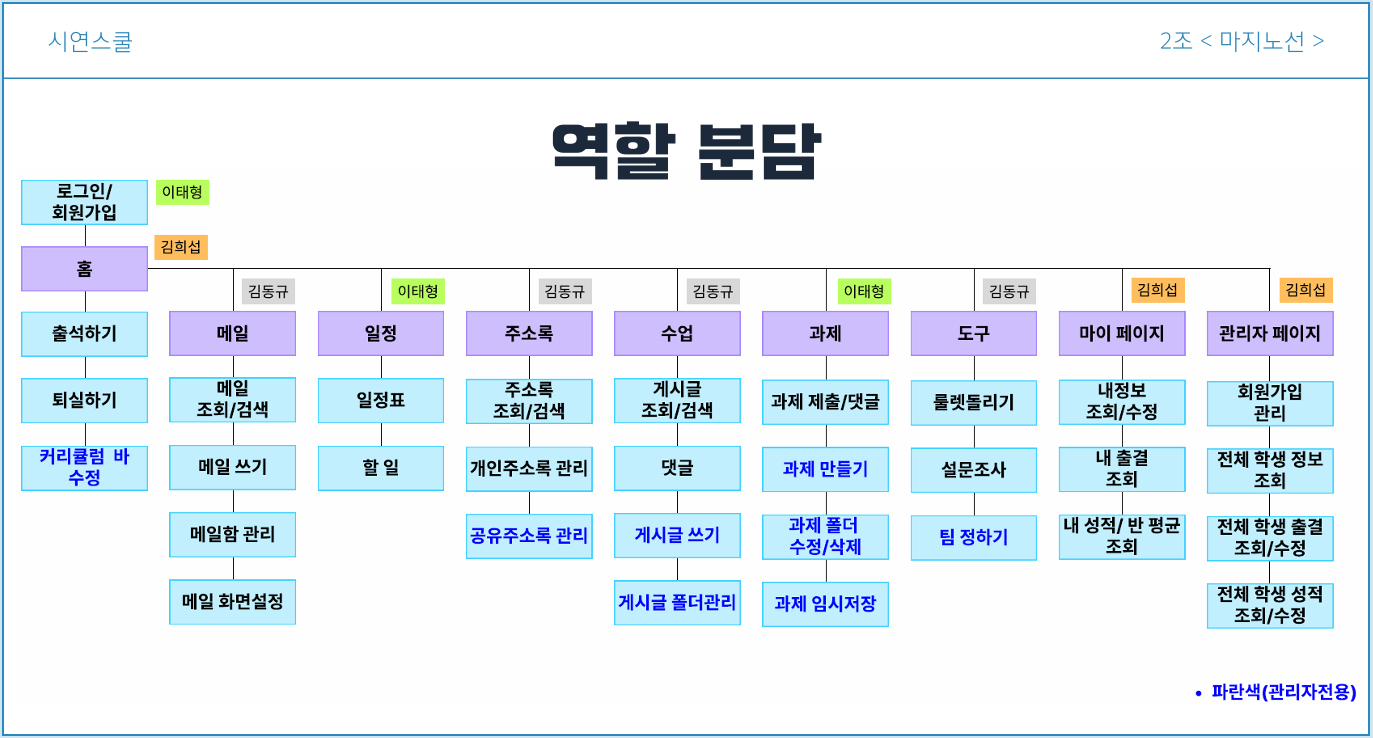 시연스쿨
2조 < 마지노선 >
역할 분담
로그인/
회원가입
이태형
홈
김희섭
출석하기
퇴실하기
커리큘럼 바
수정
김동규
메일
메일
조회/검색
메일 쓰기
메일함 관리
메일 화면설정
이태형
일정
일정표
할 일
김동규
주소록
주소록
조회/검색
개인주소록 관리
공유주소록 관리
김동규
수업
게시글
조회/검색
댓글
게시글 쓰기
게시글 폴더관리
이태형
과제
과제 제출/댓글
과제 만들기
과제 폴더
수정/삭제
과제 임시저장
김동규
도구
룰렛돌리기
설문조사
팀 정하기
김희섭
마이 페이지
내정보
조회/수정
내 출결
조회
내 성적/ 반 평균
조회
김희섭
관리자 페이지
회원가입
관리
전체 학생 정보
조회
전체 학생 출결
조회/수정
전체 학생 성적
조회/수정
• 파란색(관리자전용)